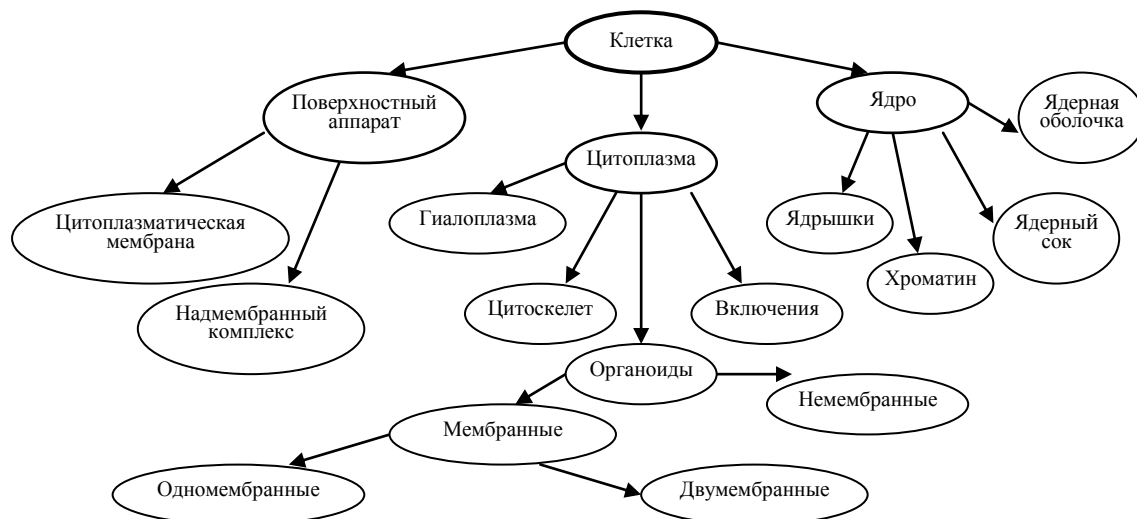 Клетка
Поверхностный
аппарат
Ядро
Ядерная
оболочка
Цитоплазма
Цитоплазматическая
мембрана
Гиалоплазма
Ядрышки
Ядерный
сок
Надмембранный
комплекс
Цитоскелет
Включения
Хроматин
Органоиды
Немембранные
Мембранные
Одномембранные
Двумембранные